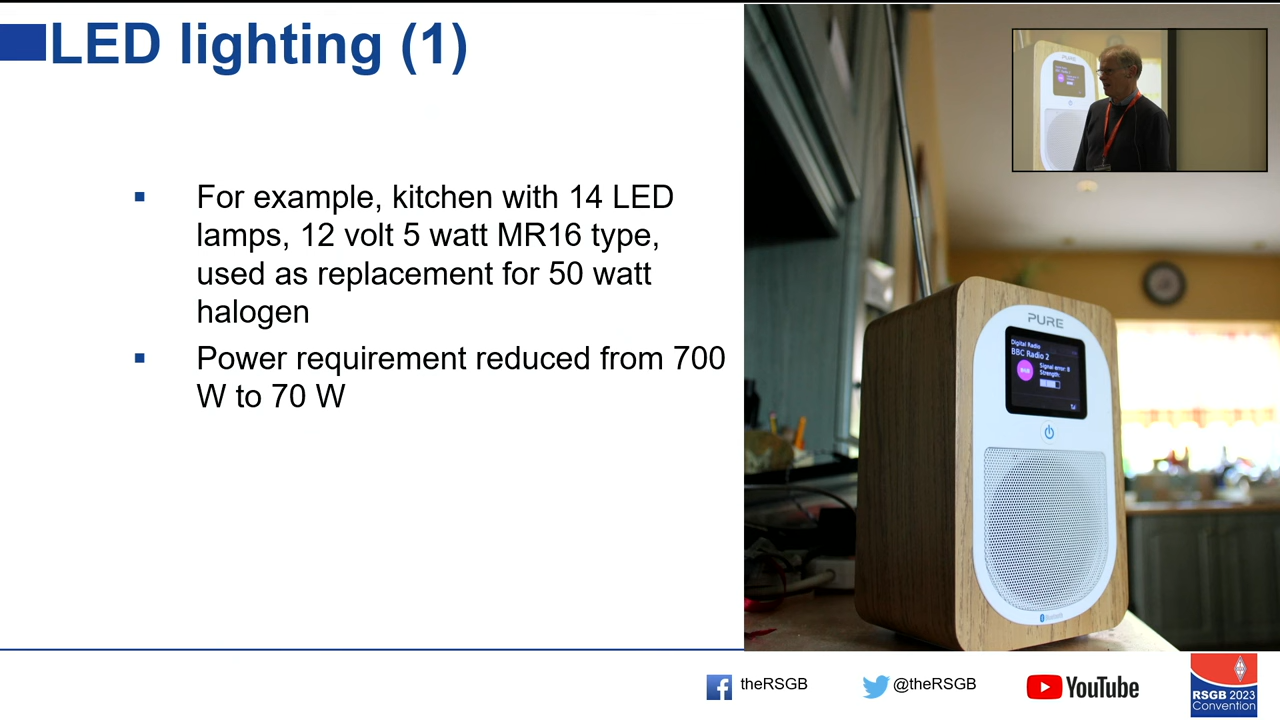 LED lighting (1)
For example, kitchen with 14 LED
lamps, 12 volt 5 watt MR16 type,
used as replacement for 50 watt
halogen
Power requirement reduced from 700
W to 70 W
PURE
PURE
Digital Radio
BBC Radio 2
Signal error: 8
Strength:
Bluetooth
theRSGB
@theRSGB
YouTube
RSGB 2023
Convention